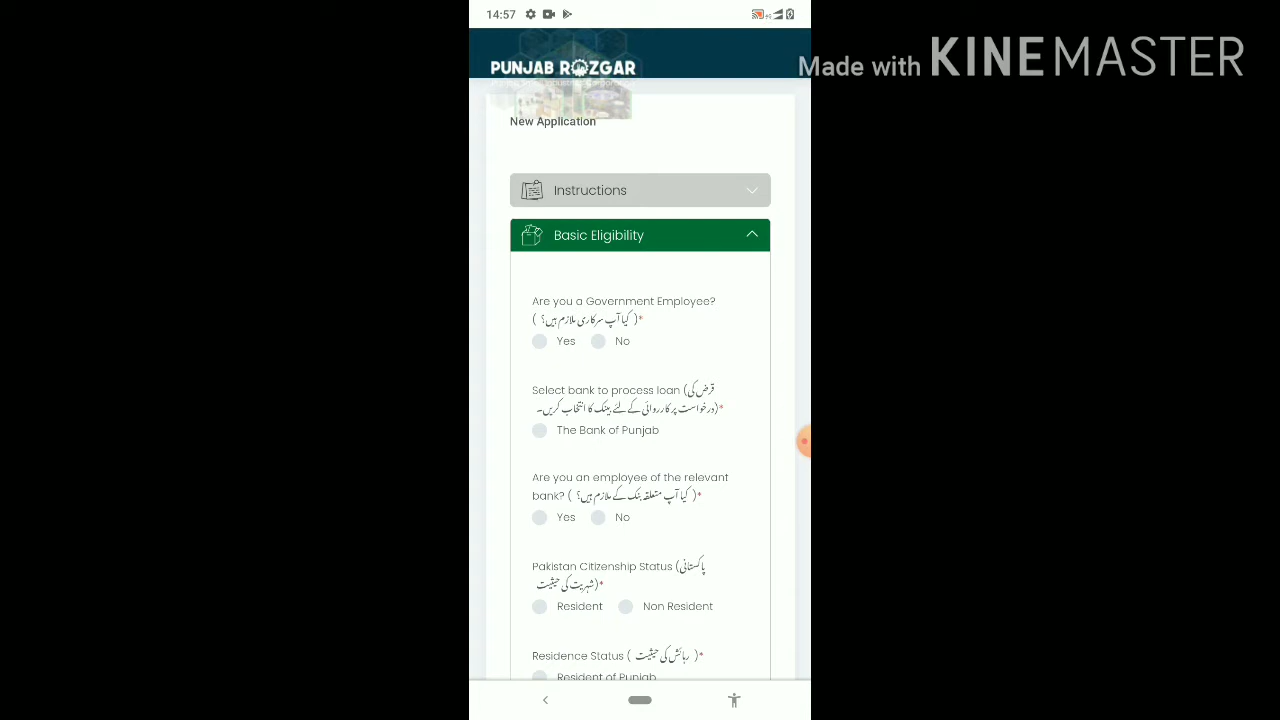 14:57
Made with KINEMASTER
PUNJAB ROZGAR
New Application
Instructions
Basic Eligibility
Are you a Government Employee?
( کیا آپ سرکاری ملازم ہیں؟ )*
Yes No
Select bank to process loan (قرض کی
درخواست پر کارروائی کے لئے بینک کا انتخاب کریں۔)*
The Bank of Punjab
Are you an employee of the relevant
bank? ( کیا آپ متعلقہ بنک کے ملازم ہیں؟ )*
Yes No
Pakistan Citizenship Status (پاکستانی
شہریت کی حیثیت)*
Resident Non Resident
Residence Status ( رہائش کی حیثیت )*
Resident of Punjab